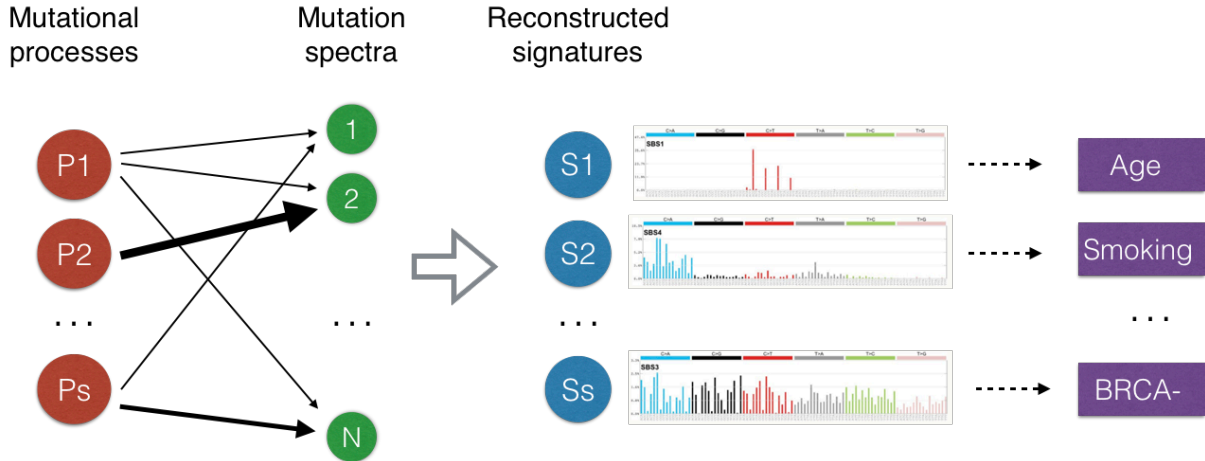 Mutational
processes
Mutation
spectra
Reconstructed
signatures
P1
P2
. . .
Ps
1
2
. . .
N
S1
C>A C>G C>T T>A T>C T>G
SBS1
Age
S2
C>A C>G C>T T>A T>C T>G
SBS4
Smoking
. . .
. . .
Ss
C>A C>G C>T T>A T>C T>G
SBS3
BRCA-